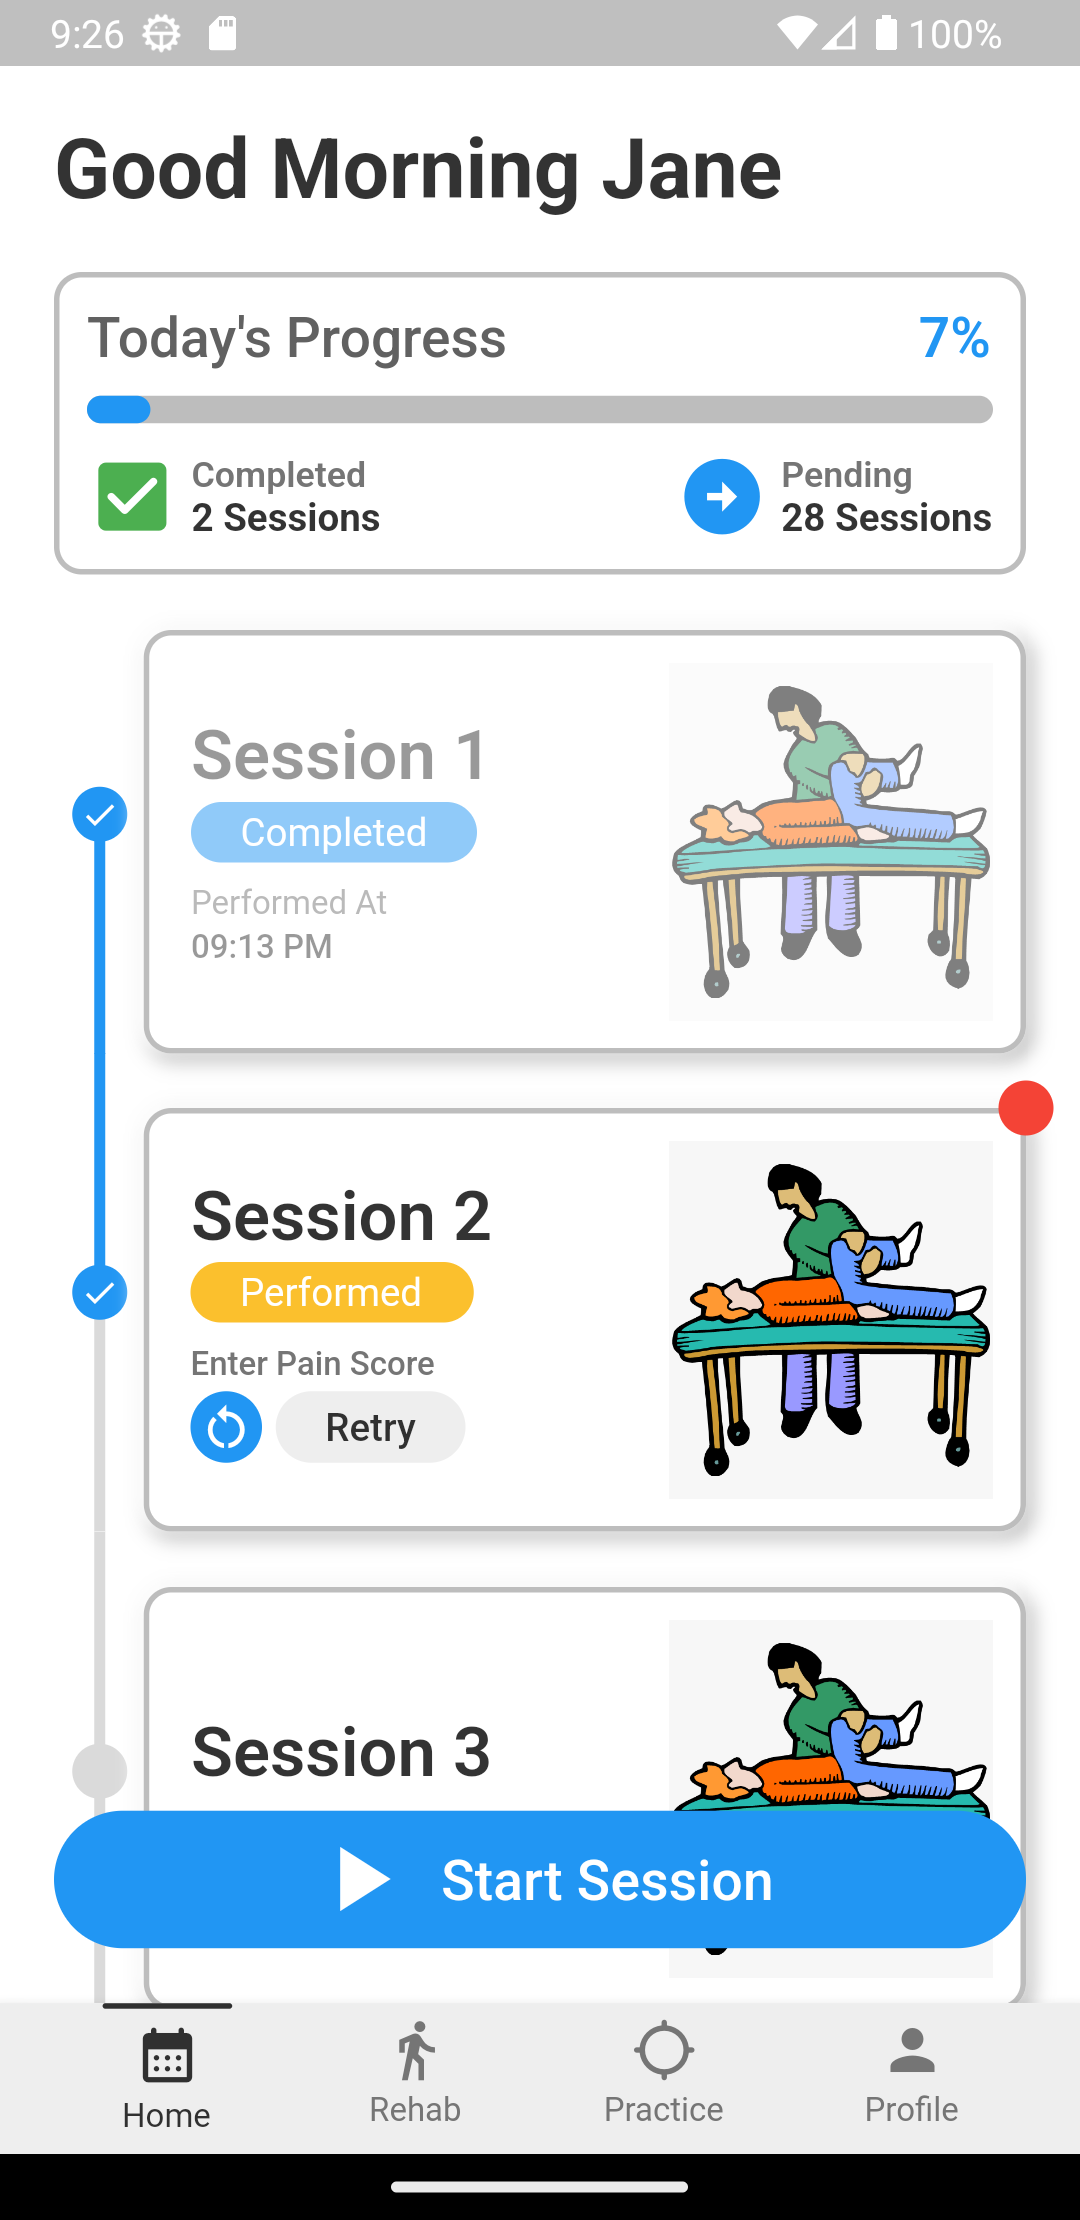 9:26
100%
Good Morning Jane
Today's Progress
7%
Completed
2 Sessions
Pending
28 Sessions
Session 1
Completed
Performed At
09:13 PM
Session 2
Performed
Enter Pain Score
Retry
Session 3
Start Session
Home
Rehab
Practice
Profile